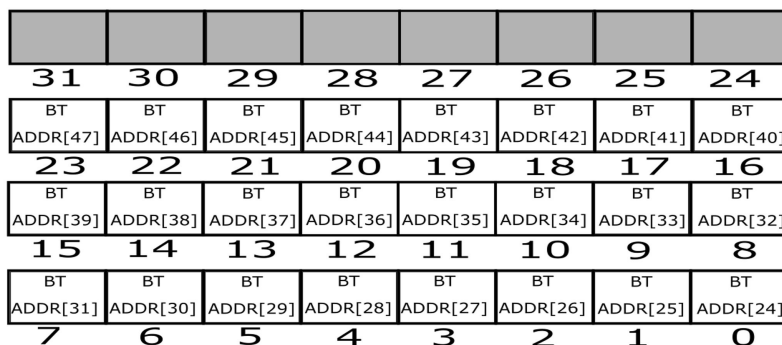 31 30 29 28 27 26 25 24
BT BT BT BT BT BT BT BT
ADDR[47] ADDR[46] ADDR[45] ADDR[44] ADDR[43] ADDR[42] ADDR[41] ADDR[40]
23 22 21 20 19 18 17 16
BT BT BT BT BT BT BT BT
ADDR[39] ADDR[38] ADDR[37] ADDR[36] ADDR[35] ADDR[34] ADDR[33] ADDR[32]
15 14 13 12 11 10 9 8
BT BT BT BT BT BT BT BT
ADDR[31] ADDR[30] ADDR[29] ADDR[28] ADDR[27] ADDR[26] ADDR[25] ADDR[24]
7 6 5 4 3 2 1 0